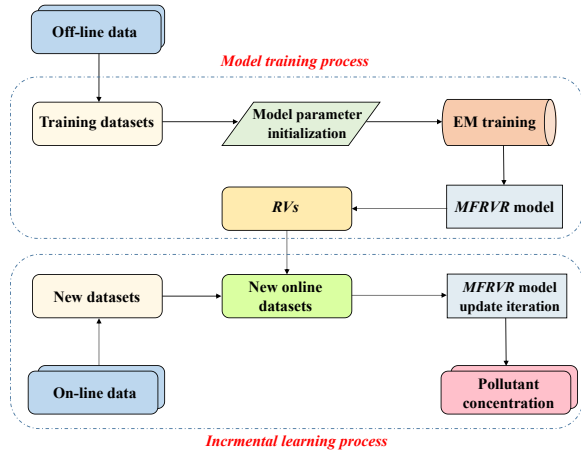 Off-line data
Model training process
Training datasets
Model parameter
initialization
EM training
RVs
MFRVR model
New datasets
New online
datasets
MFRVR model
update iteration
On-line data
Pollutant
concentration
Incrmental learning process